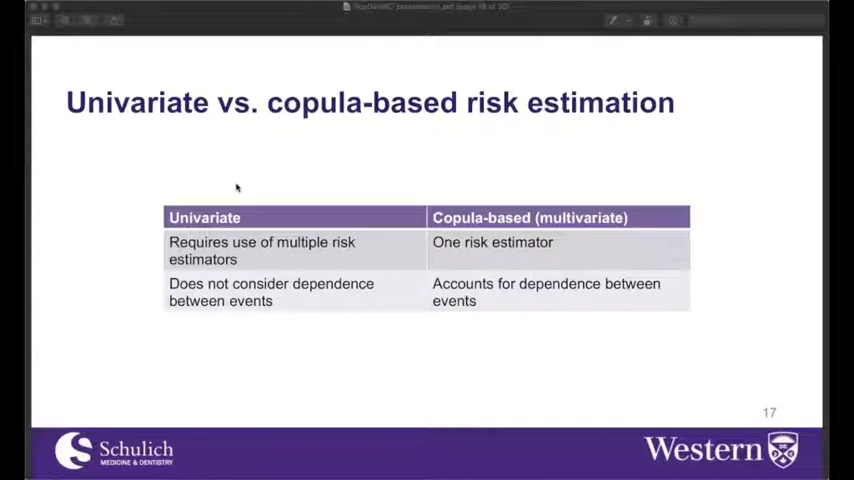 Univariate vs. copula-based risk estimation
Univariate
Copula-based (multivariate)
Requires use of multiple risk
estimators
One risk estimator
Does not consider dependence
between events
Accounts for dependence between
events
17
Schulich
MEDICINE & DENTISTRY
Western